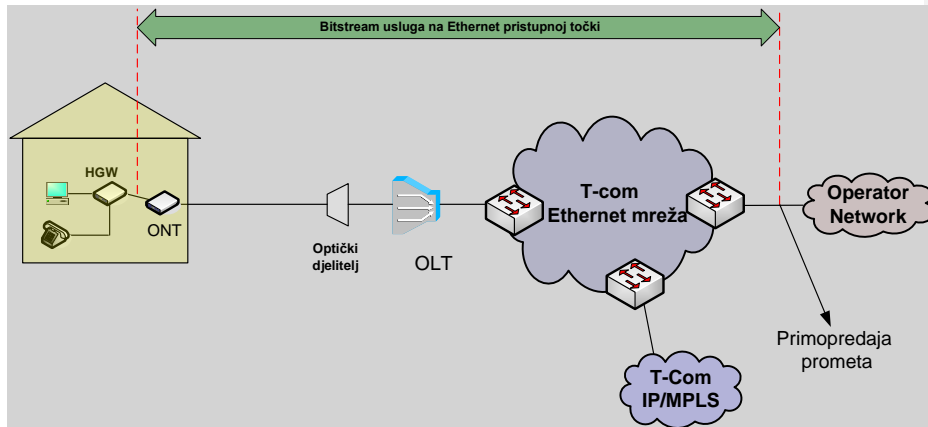 Bitstream usluga na Ethernet pristupnoj točki
HGW
ONT
Optički
djelitelj
OLT
T-com
Ethernet mreža
Operator
Network
Primopredaja
prometa
T-Com
IP/MPLS